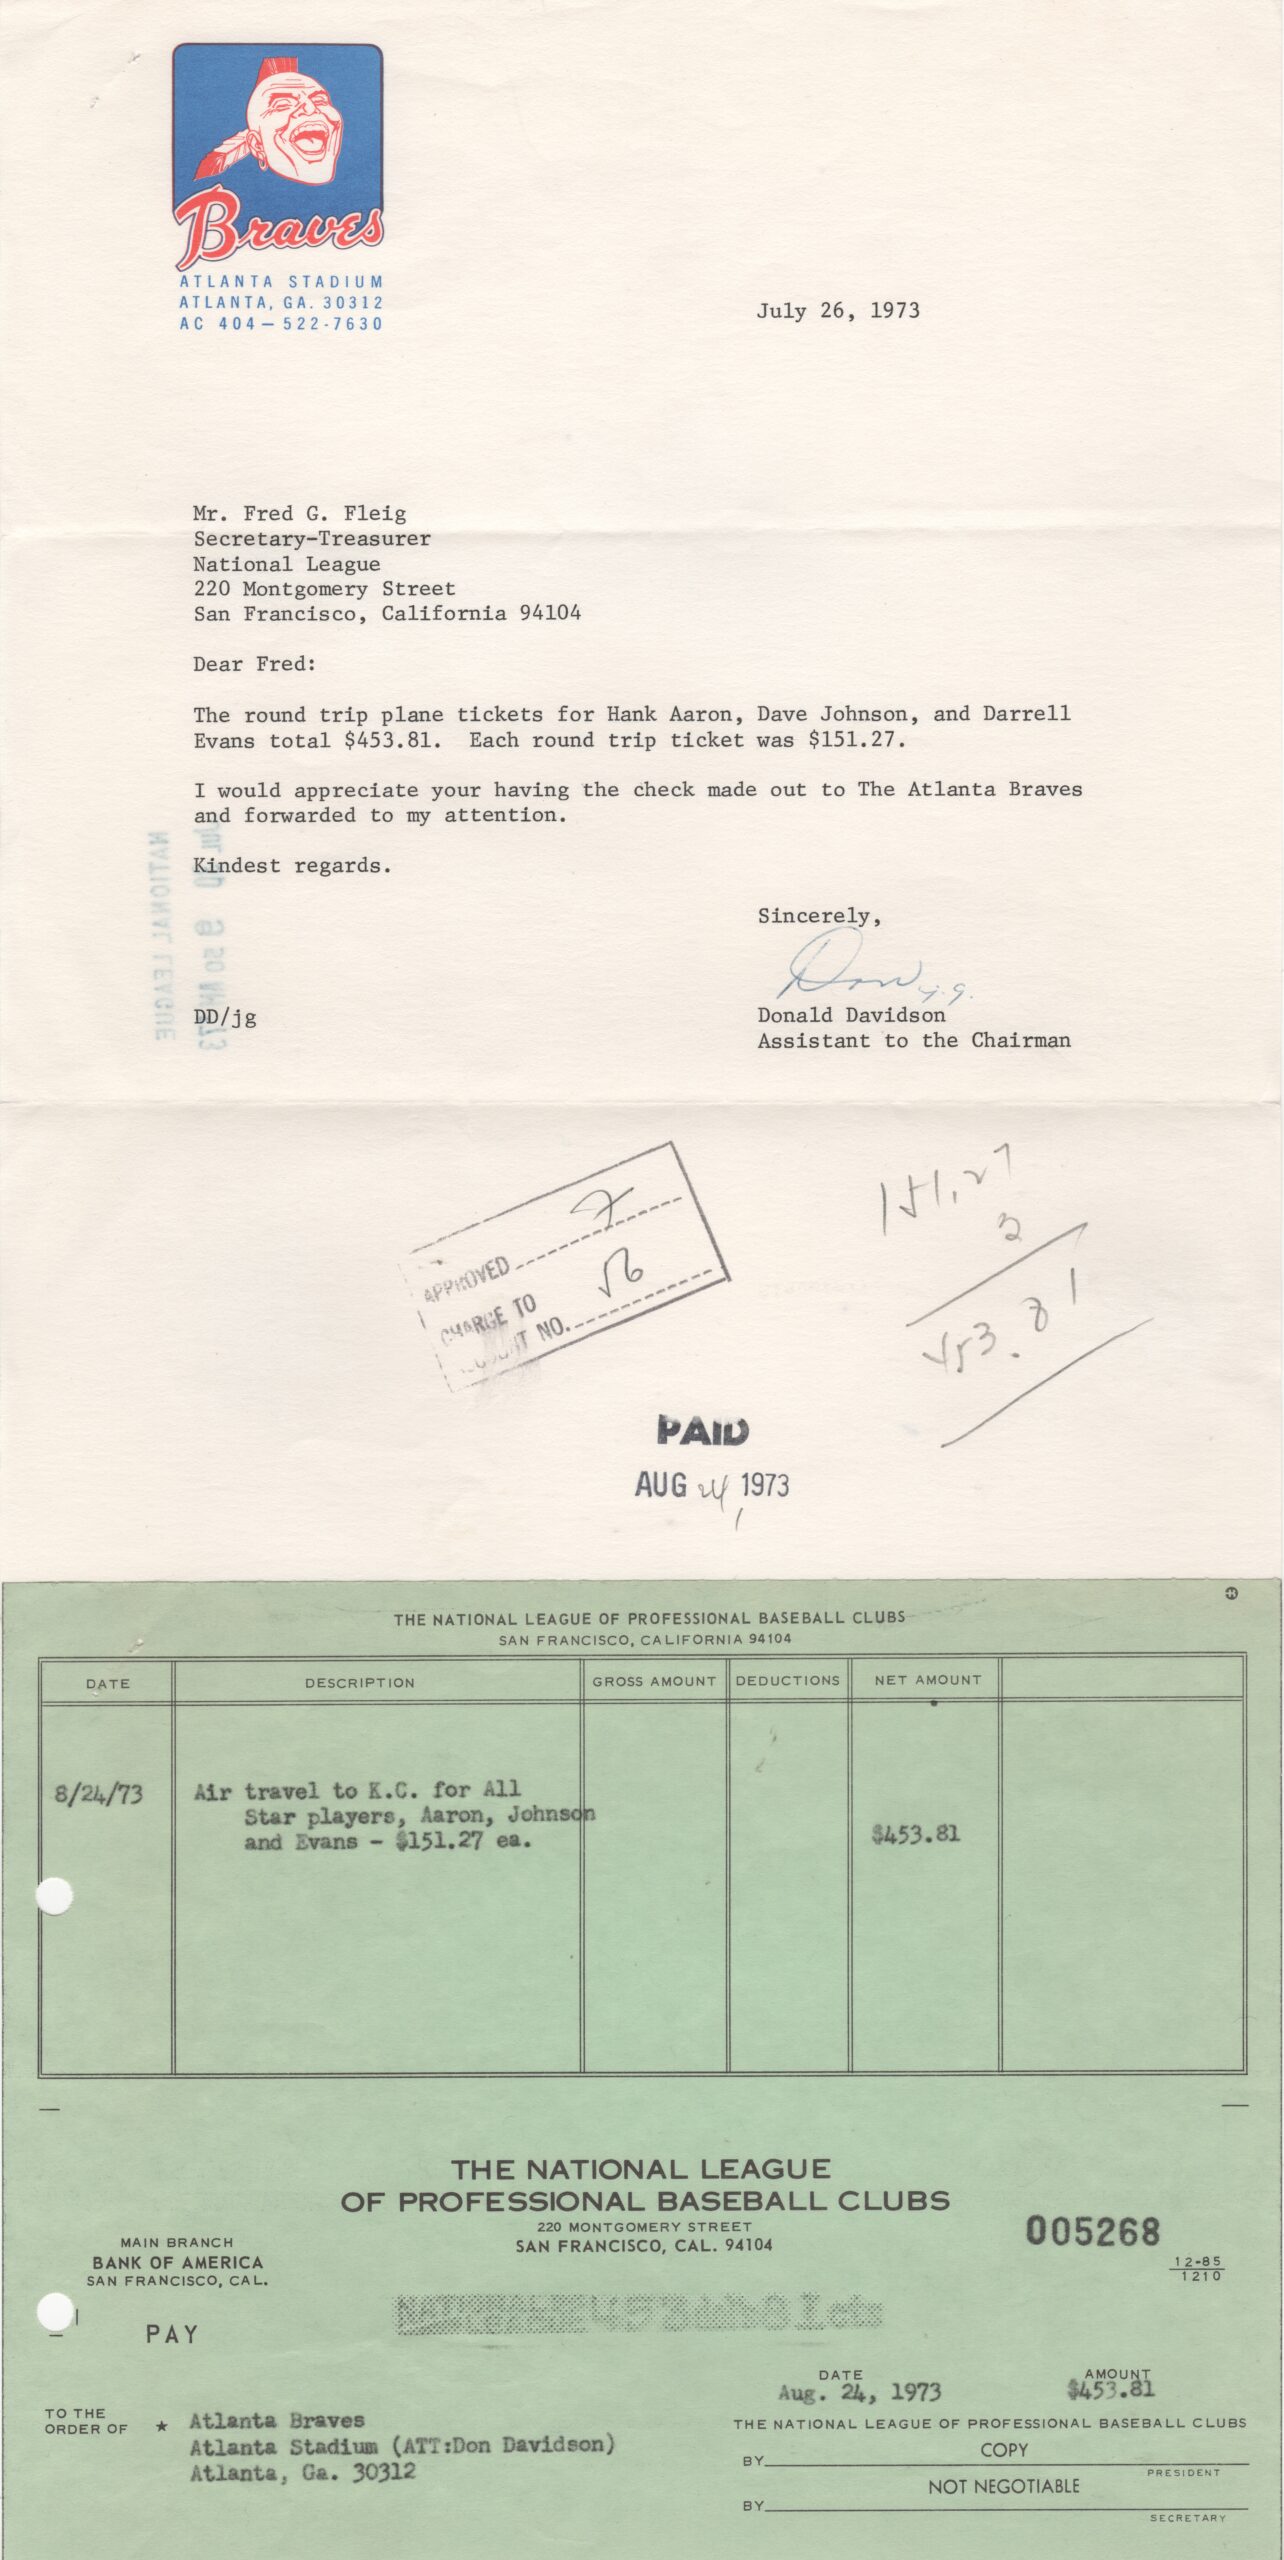 Braves
ATLANTA STADIUM
ATLANTA, GA. 30312
AC 404—522-7630
July 26, 1973
Mr. Fred G. Fleig
Secretary-Treasurer
National League
220 Montgomery Street
San Francisco, California 94104
Dear Fred:
The round trip plane tickets for Hank Aaron, Dave Johnson, and Darrell
Evans total $453.81. Each round trip ticket was $151.27.
I would appreciate your having the check made out to The Atlanta Braves
and forwarded to my attention.
Kindest regards.
NATIONAL LEAGUE
Sincerely,
Don j.g.
DD/jg
Donald Davidson
Assistant to the Chairman
APPROVED
CHARGE TO
ACCOUNT NO. 56
151.27
3
453.81
PAID
AUG 24, 1973
THE NATIONAL LEAGUE OF PROFESSIONAL BASEBALL CLUBS
SAN FRANCISCO, CALIFORNIA 94104
DATE DESCRIPTION GROSS AMOUNT DEDUCTIONS NET AMOUNT
8/24/73 Air travel to K.C. for All
Star players, Aaron, Johnson
and Evans - $151.27 ea. $453.81
THE NATIONAL LEAGUE
OF PROFESSIONAL BASEBALL CLUBS
220 MONTGOMERY STREET
SAN FRANCISCO, CAL. 94104
005268
12-85
1210
MAIN BRANCH
BANK OF AMERICA
SAN FRANCISCO, CAL.
PAY
DATE AMOUNT
Aug. 24, 1973 $453.81
TO THE
ORDER OF ★ Atlanta Braves
Atlanta Stadium (ATT:Don Davidson)
Atlanta, Ga. 30312
THE NATIONAL LEAGUE OF PROFESSIONAL BASEBALL CLUBS
BY COPY
PRESIDENT
NOT NEGOTIABLE
BY
SECRETARY